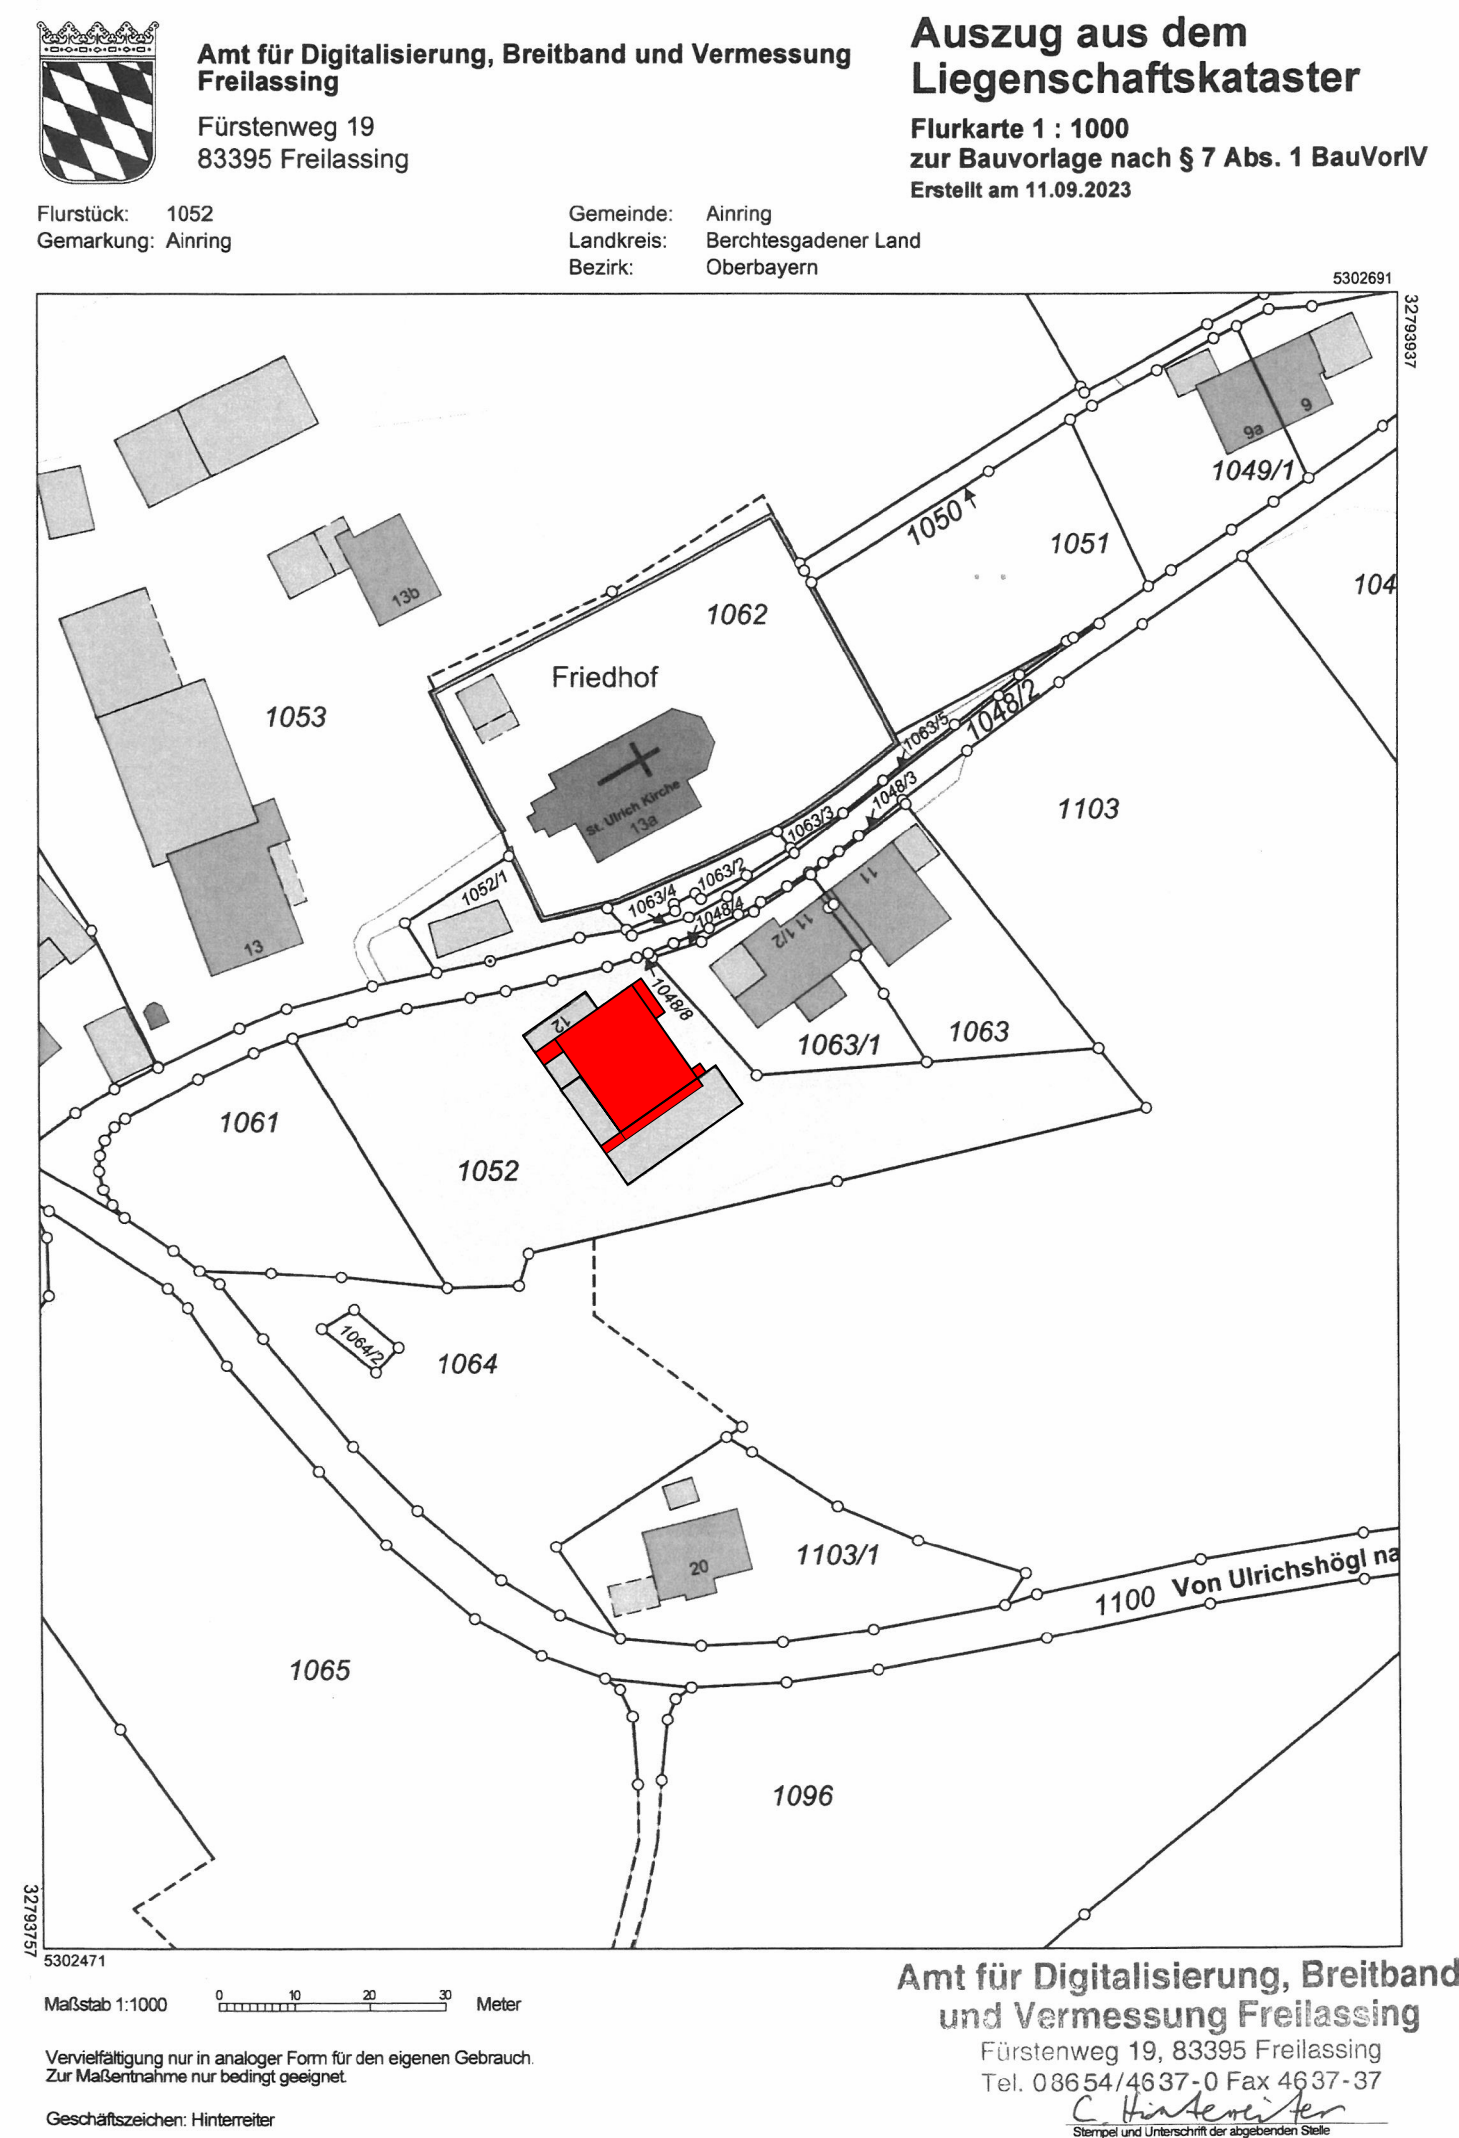 Amt für Digitalisierung, Breitband und Vermessung
Freilassing
Fürstenweg 19
83395 Freilassing
Auszug aus dem
Liegenschaftskataster
Flurkarte 1 : 1000
zur Bauvorlage nach § 7 Abs. 1 BauVorlV
Erstellt am 11.09.2023
Flurstück: 1052
Gemarkung: Ainring
Gemeinde: Ainring
Landkreis: Berchtesgadener Land
Bezirk: Oberbayern
5302691
32793937
9
9a
1049/1
1050
1051
104
13b
1062
Friedhof
1053
1048/2
1063/5
St. Ulrich Kirche
13a
1048/3
1103
1063/3
11
1063/2
1052/1
1063/4
1048/4
11 1/2
13
1048/8
12
1063/1
1063
1061
1052
1064/2
1064
20
1103/1
1100
Von Ulrichshögl na
1065
1096
32793757
5302471
Maßstab 1:1000
0 10 20 30
Meter
Vervielfältigung nur in analoger Form für den eigenen Gebrauch.
Zur Maßentnahme nur bedingt geeignet.
Geschäftszeichen: Hinterreiter
Amt für Digitalisierung, Breitband
und Vermessung Freilassing
Fürstenweg 19, 83395 Freilassing
Tel. 08654/4637-0 Fax 4637-37
C. Hinterreiter
Stempel und Unterschrift der abgebenden Stelle